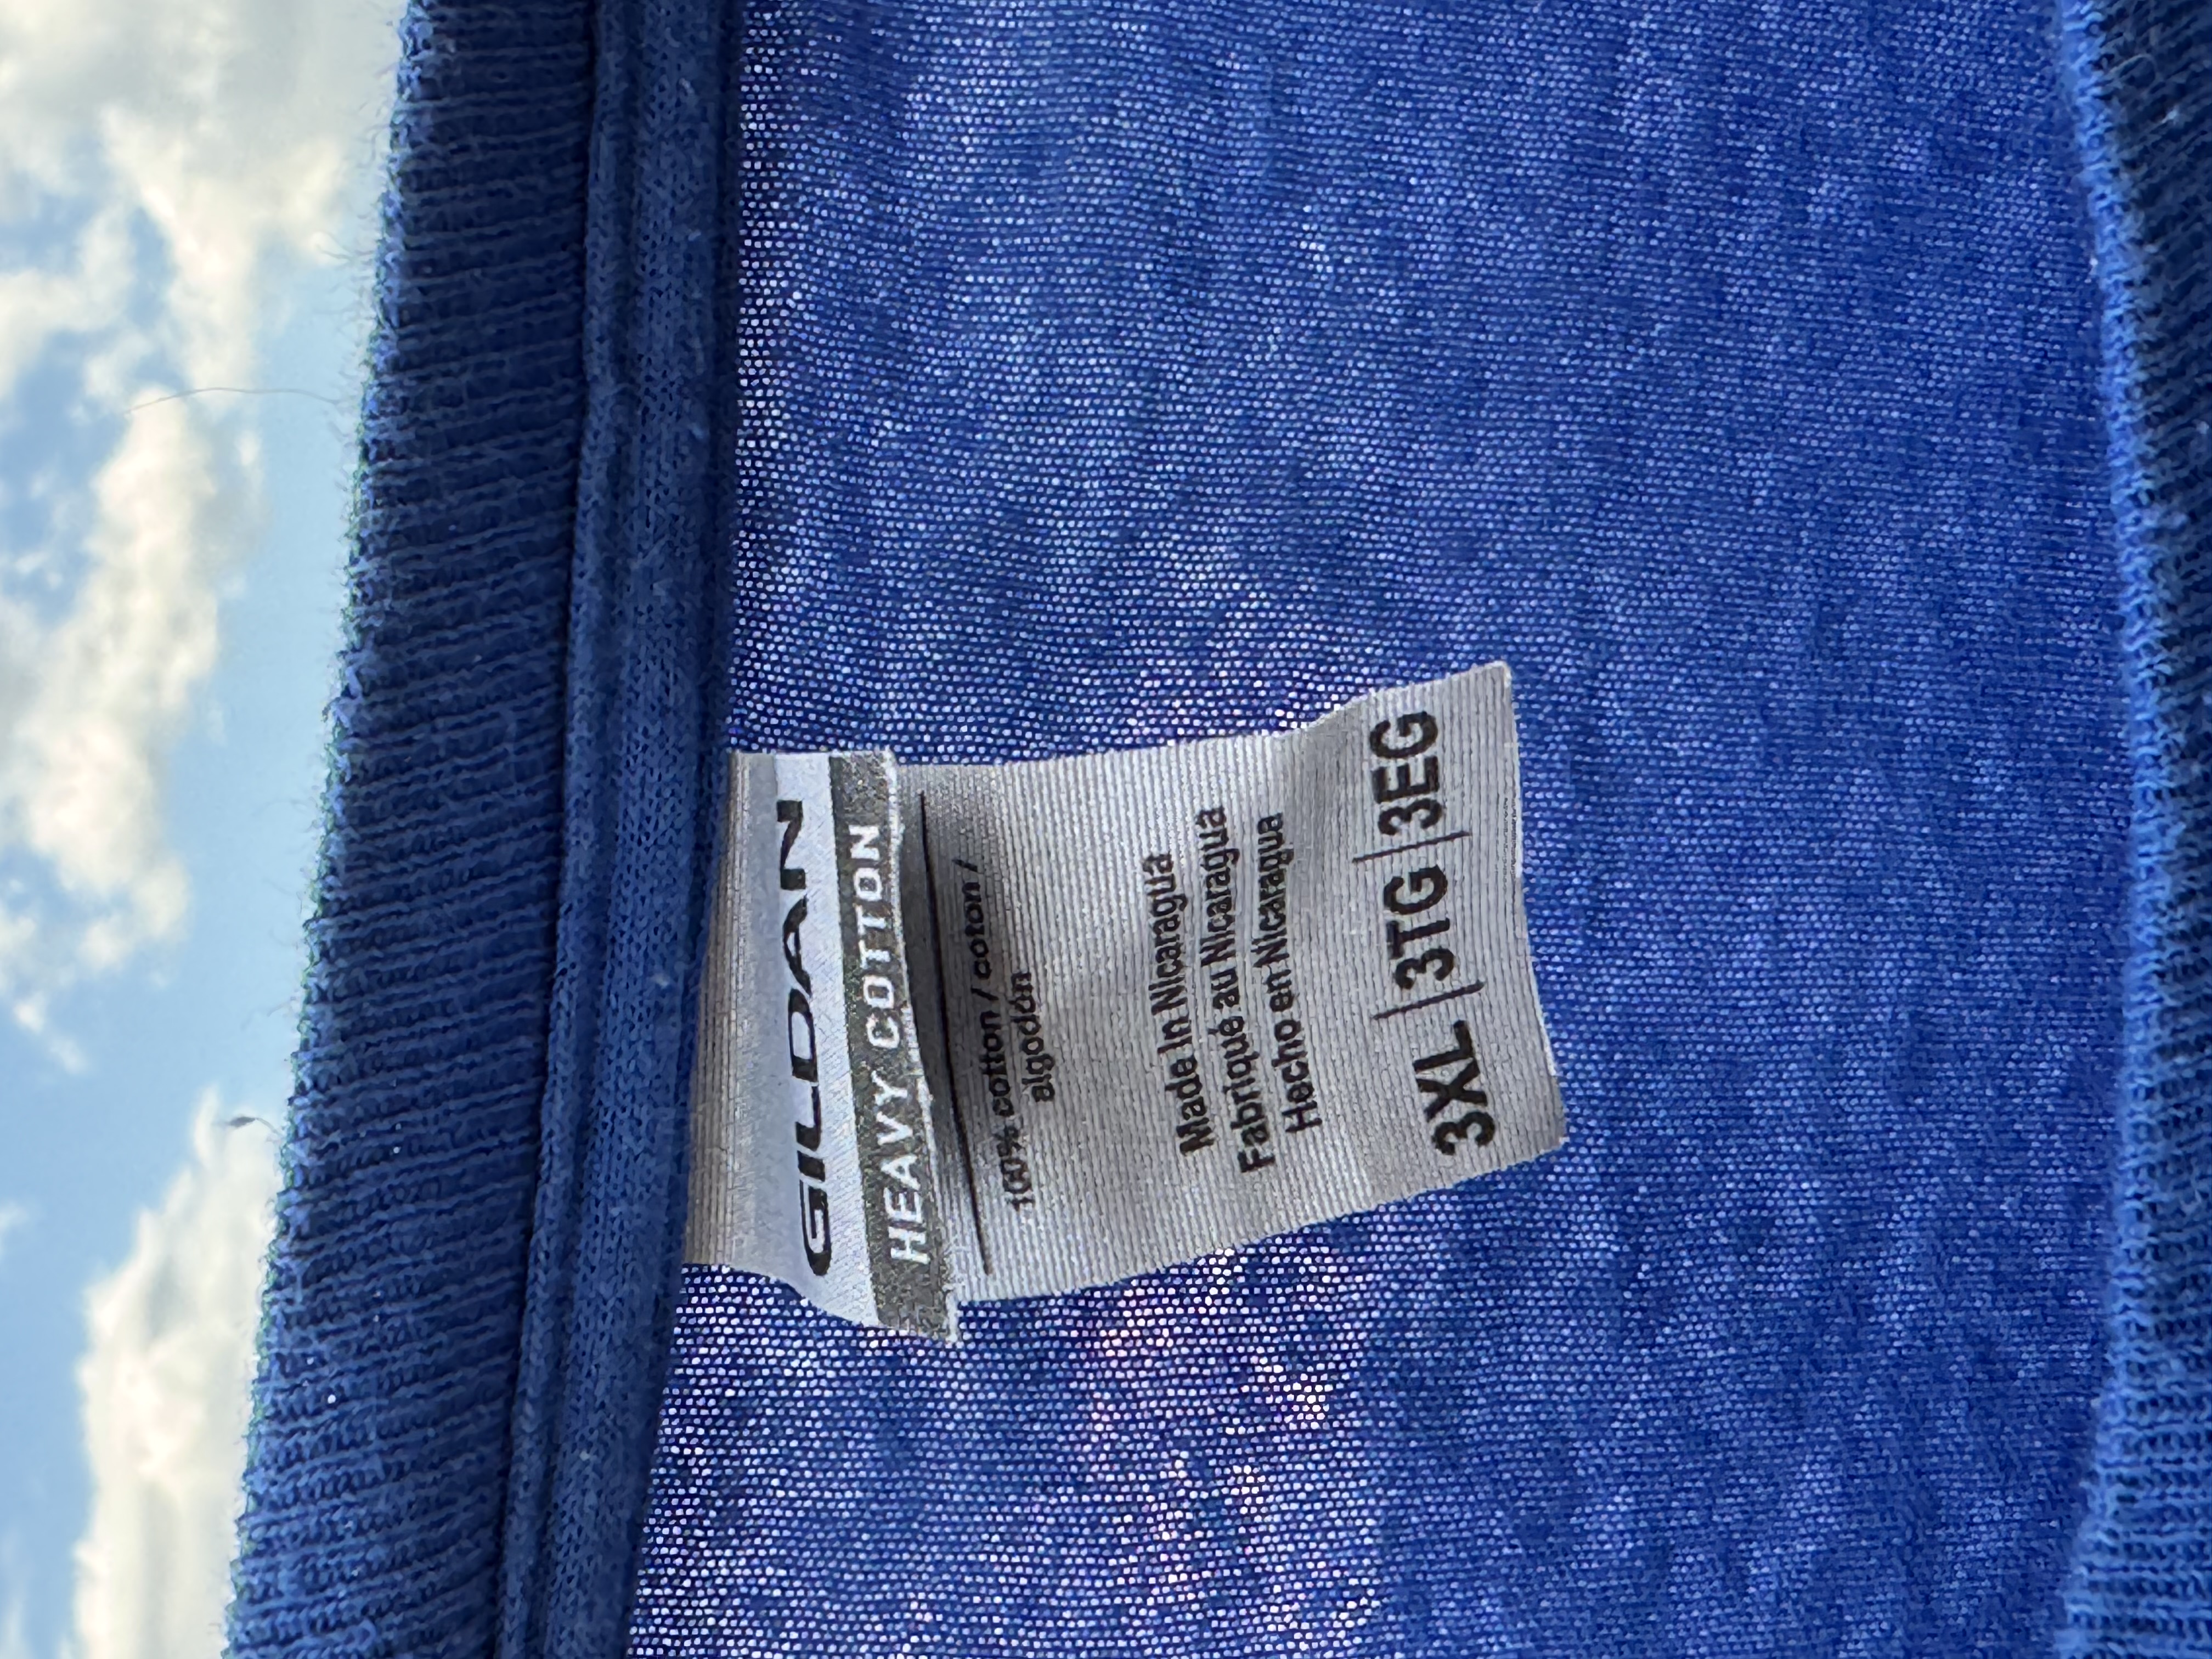 GILDAN
HEAVY COTTON
100% cotton / coton /
algodón
Made in Nicaragua
Fabriqué au Nicaragua
Hecho en Nicaragua
3XL | 3TG | 3EG